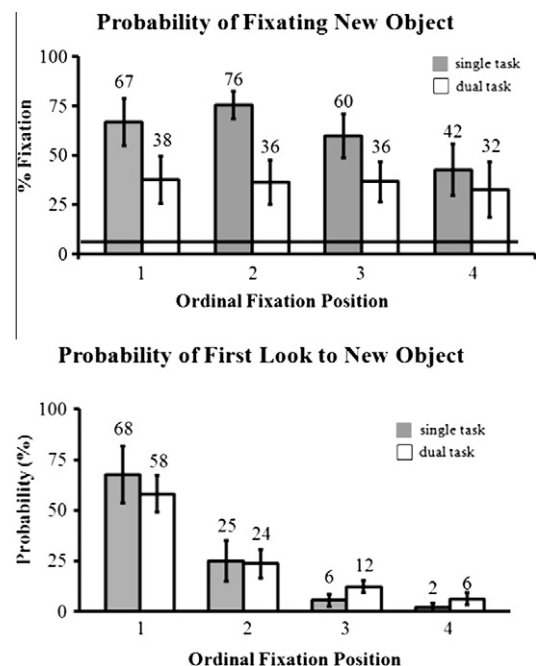 Probability of Fixating New Object
% Fixation
100
75
50
25
0
single task
dual task
67
38
76
36
60
36
42
32
1 2 3 4
Ordinal Fixation Position
Probability of First Look to New Object
Probability (%)
100
75
50
25
0
single task
dual task
68
58
25
24
6
12
2
6
1 2 3 4
Ordinal Fixation Position